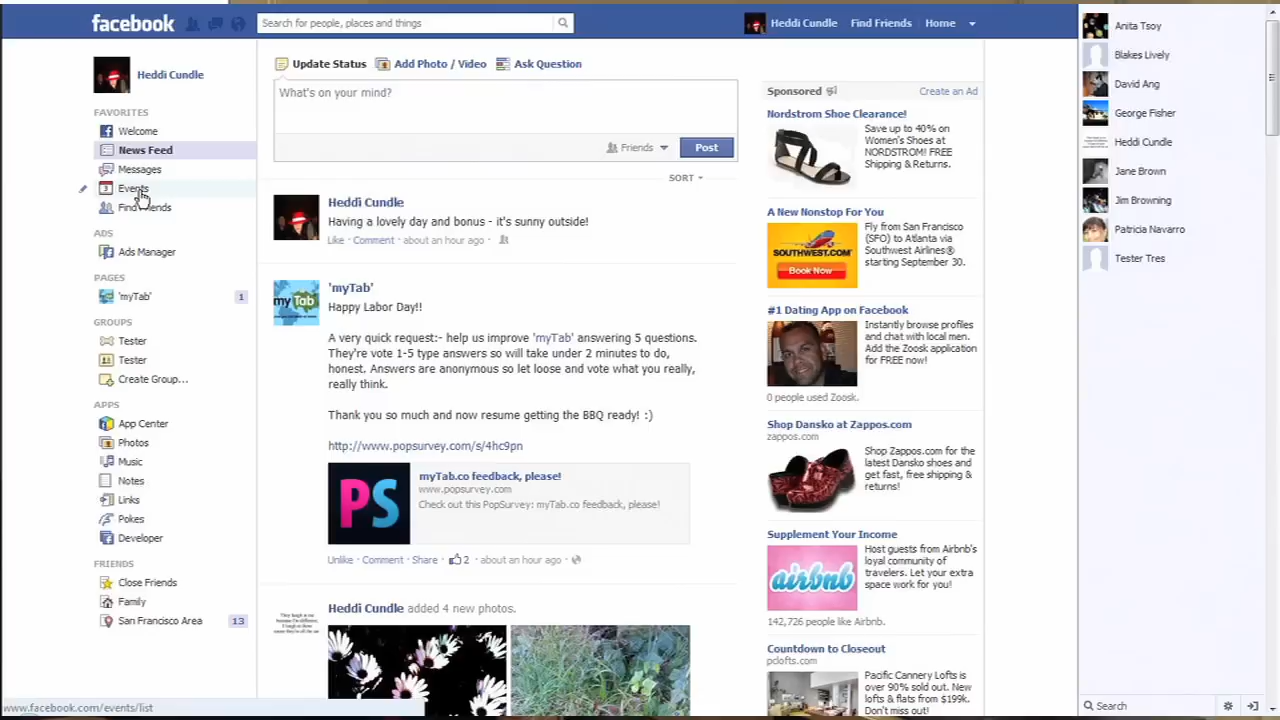 facebook
Search for people, places and things
Heddi Cundle
Find Friends
Home
Heddi Cundle
FAVORITES
Welcome
News Feed
Messages
Events
Find Friends
ADS
Ads Manager
PAGES
'myTab'
1
GROUPS
Tester
Tester
Create Group...
APPS
App Center
Photos
Music
Notes
Links
Pokes
Developer
FRIENDS
Close Friends
Family
San Francisco Area
13
www.facebook.com/events/list
Update Status
Add Photo / Video
Ask Question
What's on your mind?
Friends
Post
SORT
Heddi Cundle
Having a lovely day and bonus - it's sunny outside!
Like · Comment · about an hour ago ·
'myTab'
my Tab
Happy Labor Day!!
A very quick request:- help us improve 'myTab' answering 5 questions.
They're vote 1-5 type answers so will take under 2 minutes to do,
honest. Answers are anonymous so let loose and vote what you really,
really think.
Thank you so much and now resume getting the BBQ ready! :)
http://www.popsurvey.com/s/4hc9pn
PS
myTab.co feedback, please!
www.popsurvey.com
Check out this PopSurvey: myTab.co feedback, please!
Unlike · Comment · Share · 2 · about an hour ago ·
Heddi Cundle added 4 new photos.
Sponsored
Create an Ad
Nordstrom Shoe Clearance!
Save up to 40% on
Women's Shoes at
NORDSTROM! FREE
Shipping & Returns.
A New Nonstop For You
SOUTHWEST.COM
Book Now
Fly from San Francisco
(SFO) to Atlanta via
Southwest Airlines®
starting September 30.
#1 Dating App on Facebook
Instantly browse profiles
and chat with local men.
Add the Zoosk application
for FREE now!
0 people used Zoosk.
Shop Dansko at Zappos.com
zappos.com
Shop Zappos.com for the
latest Dansko shoes and
get fast, free shipping &
returns!
Supplement Your Income
airbnb
Host guests from Airbnb's
loyal community of
travelers. Let your extra
space work for you!
142,726 people like Airbnb.
Countdown to Closeout
pclofts.com
Pacific Cannery Lofts is
over 90% sold out. New
lofts & flats from $199k.
Don't miss out!
Anita Tsoy
Blakes Lively
David Ang
George Fisher
Heddi Cundle
Jane Brown
Jim Browning
Patricia Navarro
Tester Tres
Search